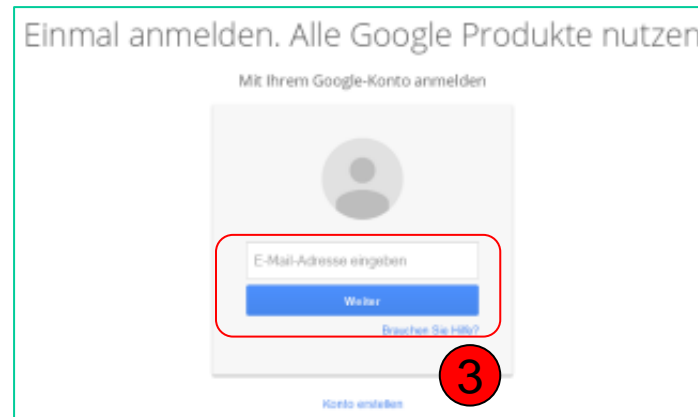 Einmal anmelden. Alle Google Produkte nutzen
Mit Ihrem Google-Konto anmelden
E-Mail-Adresse eingeben
Weiter
Brauchen Sie Hilfe?
3
Konto erstellen